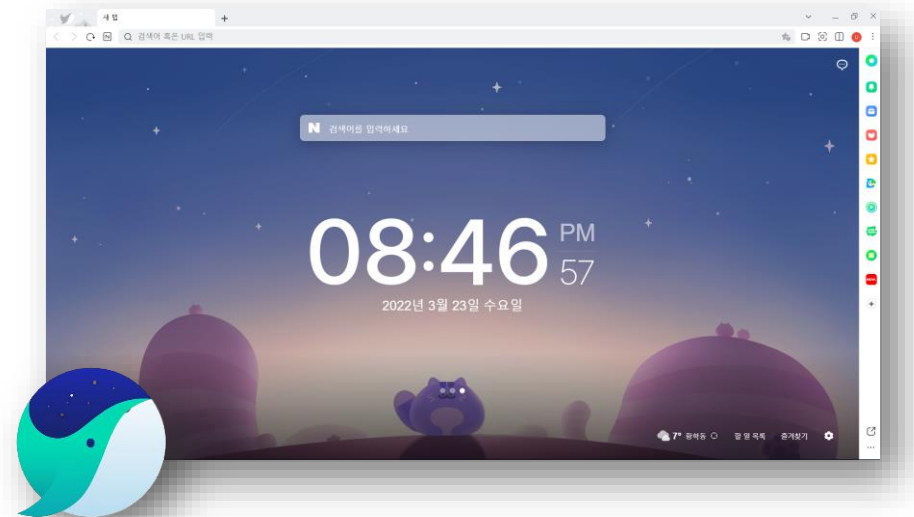 새 탭
N 검색어 혹은 URL 입력
N 검색어를 입력하세요
08:46 PM
57
2022년 3월 23일 수요일
7° 할 일 목록 즐겨찾기